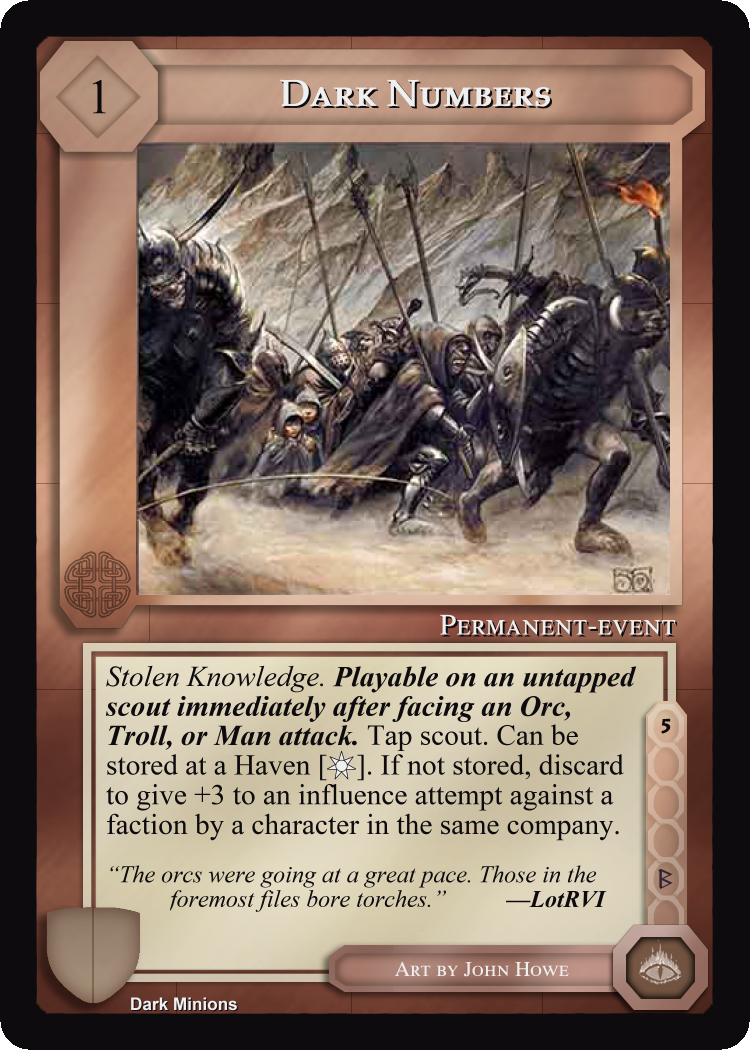 1
Dark Numbers
Permanent-event
Stolen Knowledge. Playable on an untapped
scout immediately after facing an Orc,
Troll, or Man attack. Tap scout. Can be
stored at a Haven [☼]. If not stored, discard
to give +3 to an influence attempt against a
faction by a character in the same company.
5
“The orcs were going at a great pace. Those in the
foremost files bore torches.” —LotRVI
Art by John Howe
Dark Minions